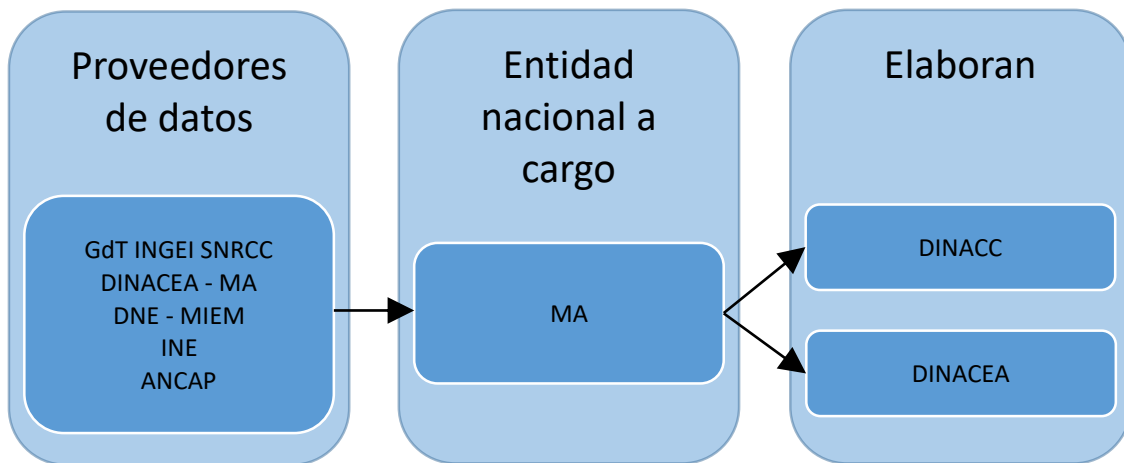 Proveedores
de datos
GdT INGEI SNRCC
DINACEA - MA
DNE - MIEM
INE
ANCAP
Entidad
nacional a
cargo
MA
Elaboran
DINACC
DINACEA